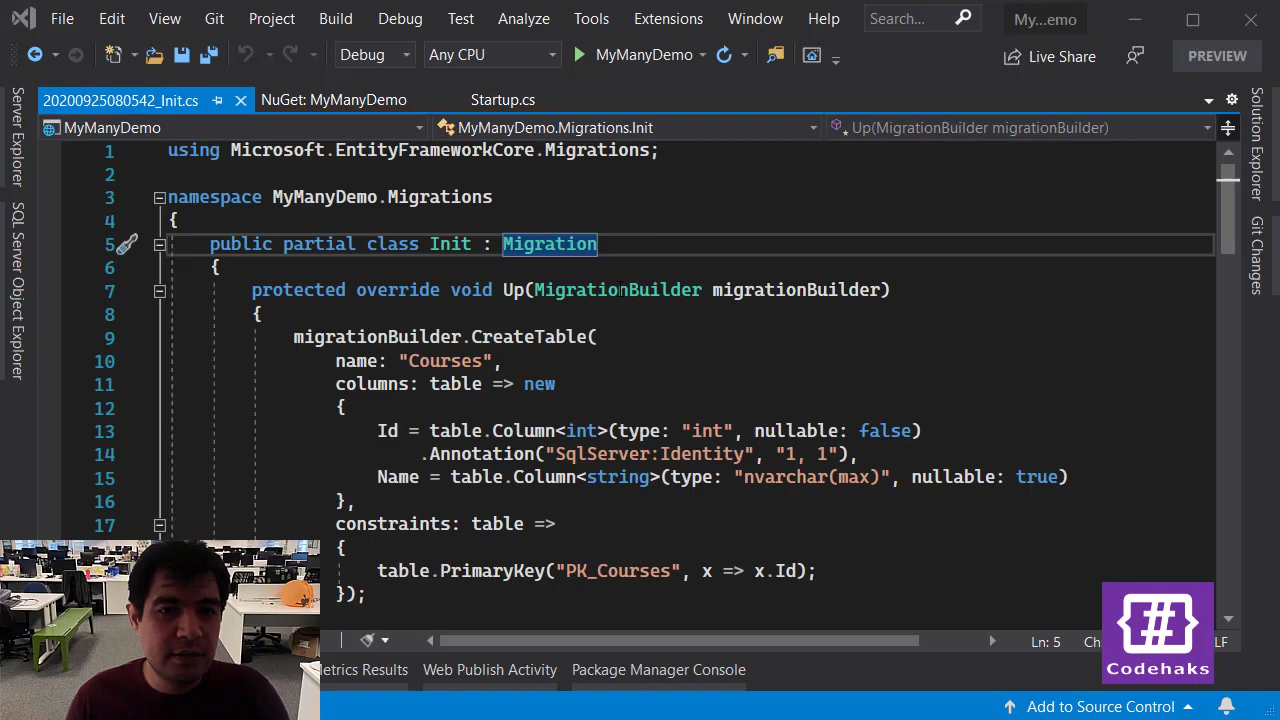 File Edit View Git Project Build Debug Test Analyze Tools Extensions Window Help Search... My...emo
Debug Any CPU MyManyDemo Live Share PREVIEW
20200925080542_Init.cs NuGet: MyManyDemo Startup.cs
MyManyDemo MyManyDemo.Migrations.Init Up(MigrationBuilder migrationBuilder)
Server Explorer
SQL Server Object Explorer
Solution Explorer
Git Changes
1 using Microsoft.EntityFrameworkCore.Migrations;
2
3 namespace MyManyDemo.Migrations
4 {
5 public partial class Init : Migration
6 {
7 protected override void Up(MigrationBuilder migrationBuilder)
8 {
9 migrationBuilder.CreateTable(
10 name: "Courses",
11 columns: table => new
12 {
13 Id = table.Column<int>(type: "int", nullable: false)
14 .Annotation("SqlServer:Identity", "1, 1"),
15 Name = table.Column<string>(type: "nvarchar(max)", nullable: true)
16 },
17 constraints: table =>
{
table.PrimaryKey("PK_Courses", x => x.Id);
});
Ln: 5 Ch: LF
etrics Results Web Publish Activity Package Manager Console
Add to Source Control
{#}
Codehaks